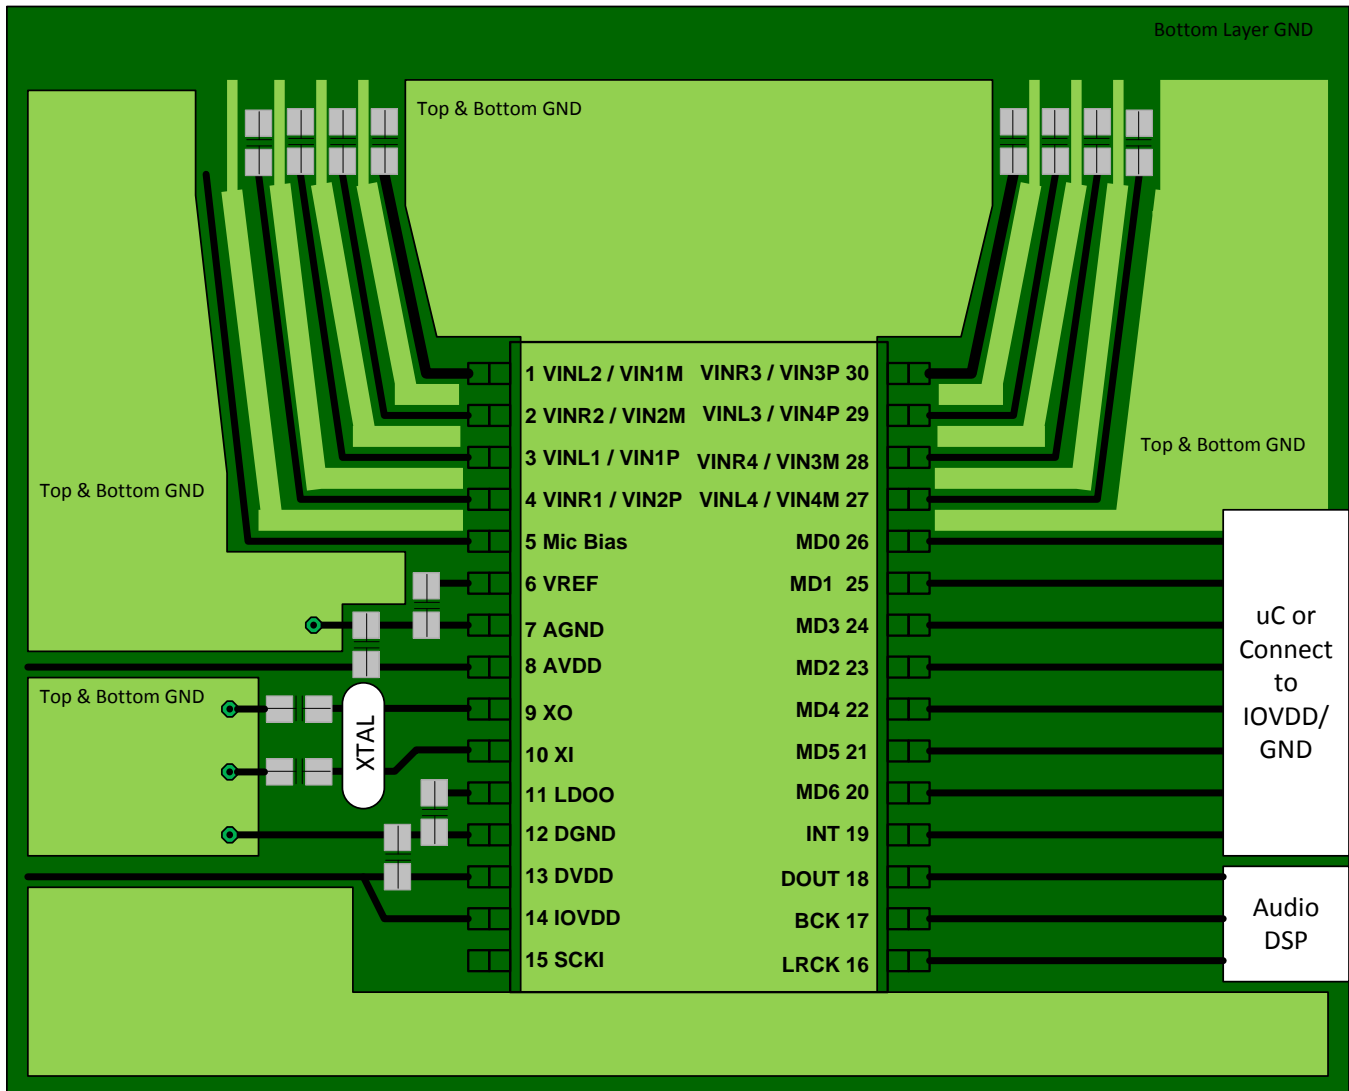 Bottom Layer GND
Top & Bottom GND
1 VINL2 / VIN1M
VINR3 / VIN3P 30
2 VINR2 / VIN2M
VINL3 / VIN4P 29
3 VINL1 / VIN1P
VINR4 / VIN3M 28
4 VINR1 / VIN2P
VINL4 / VIN4M 27
5 Mic Bias
MD0 26
6 VREF
MD1 25
7 AGND
MD3 24
8 AVDD
MD2 23
9 XO
MD4 22
10 XI
MD5 21
11 LDOO
MD6 20
12 DGND
INT 19
13 DVDD
DOUT 18
14 IOVDD
BCK 17
15 SCKI
LRCK 16
Top & Bottom GND
Top & Bottom GND
Top & Bottom GND
XTAL
uC or
Connect
to
IOVDD/
GND
Audio
DSP